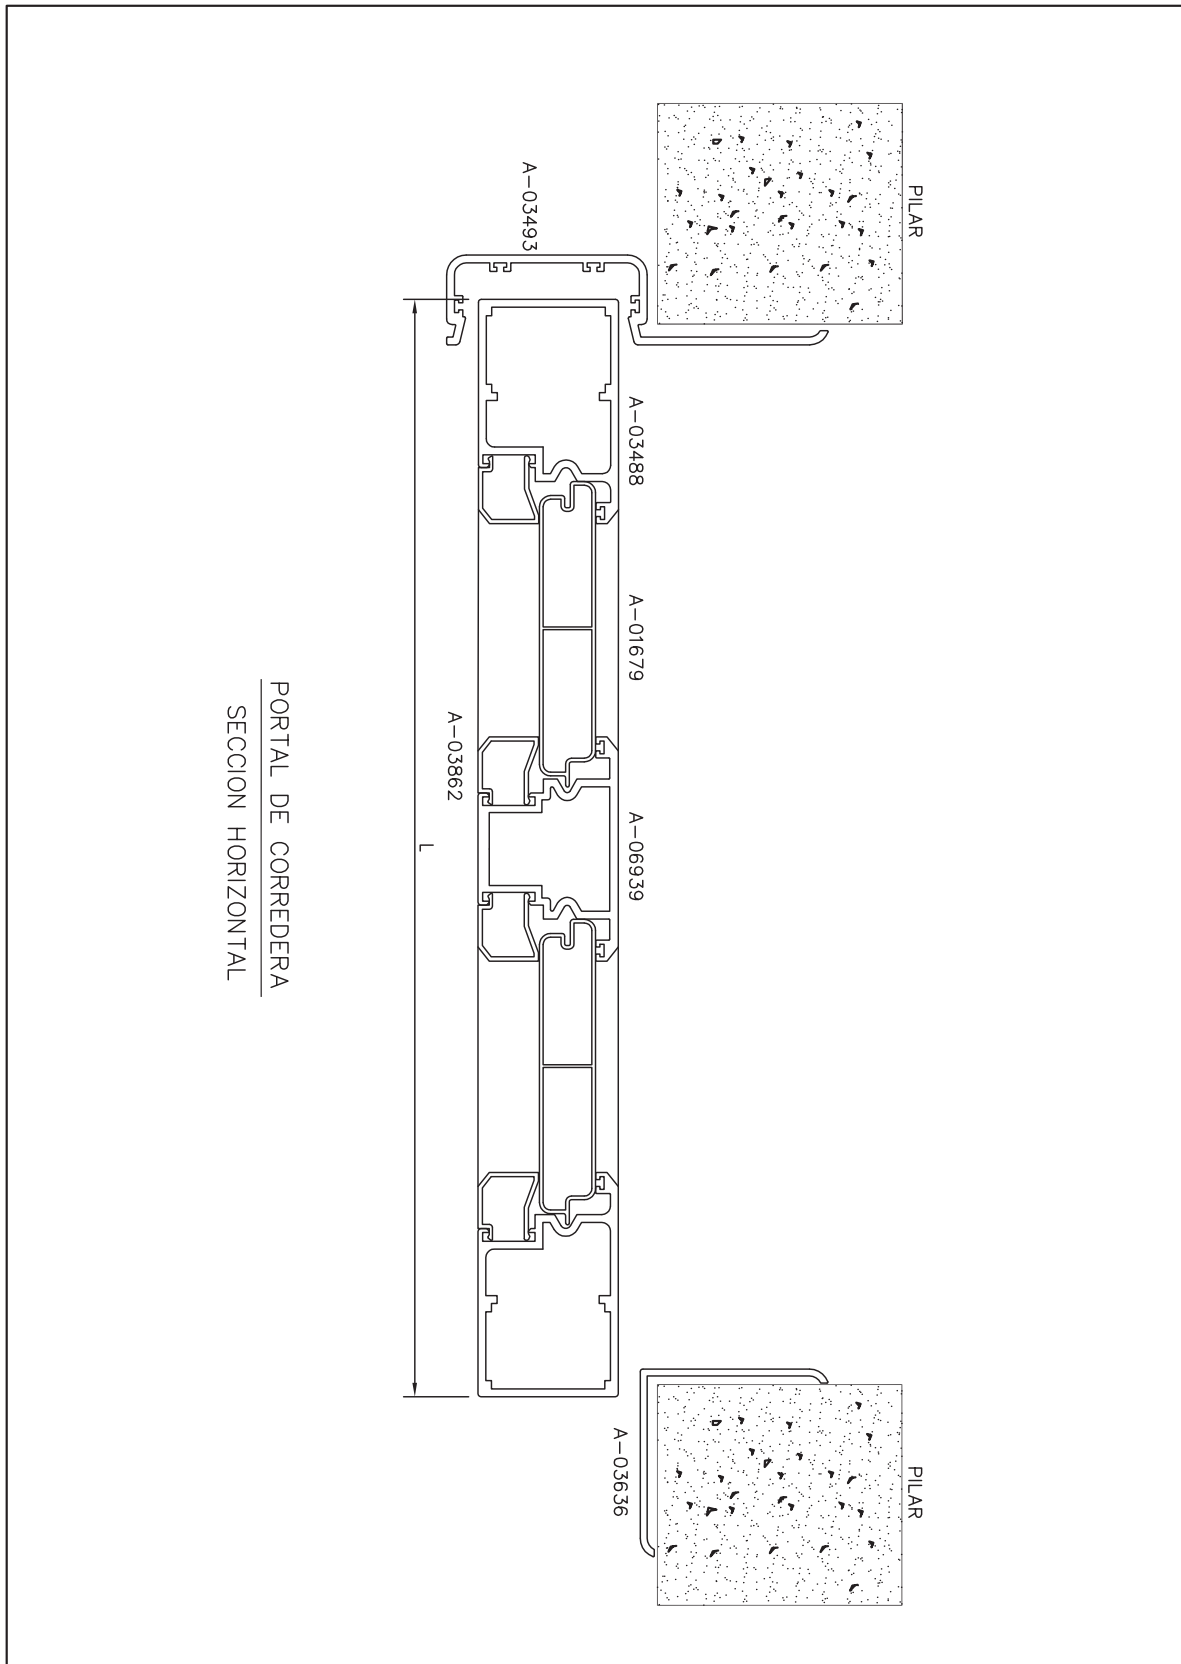 PILAR
PILAR
A-03493
A-03488
A-01679
A-06939
A-03636
A-03862
L
PORTAL DE CORREDERA
SECCION HORIZONTAL